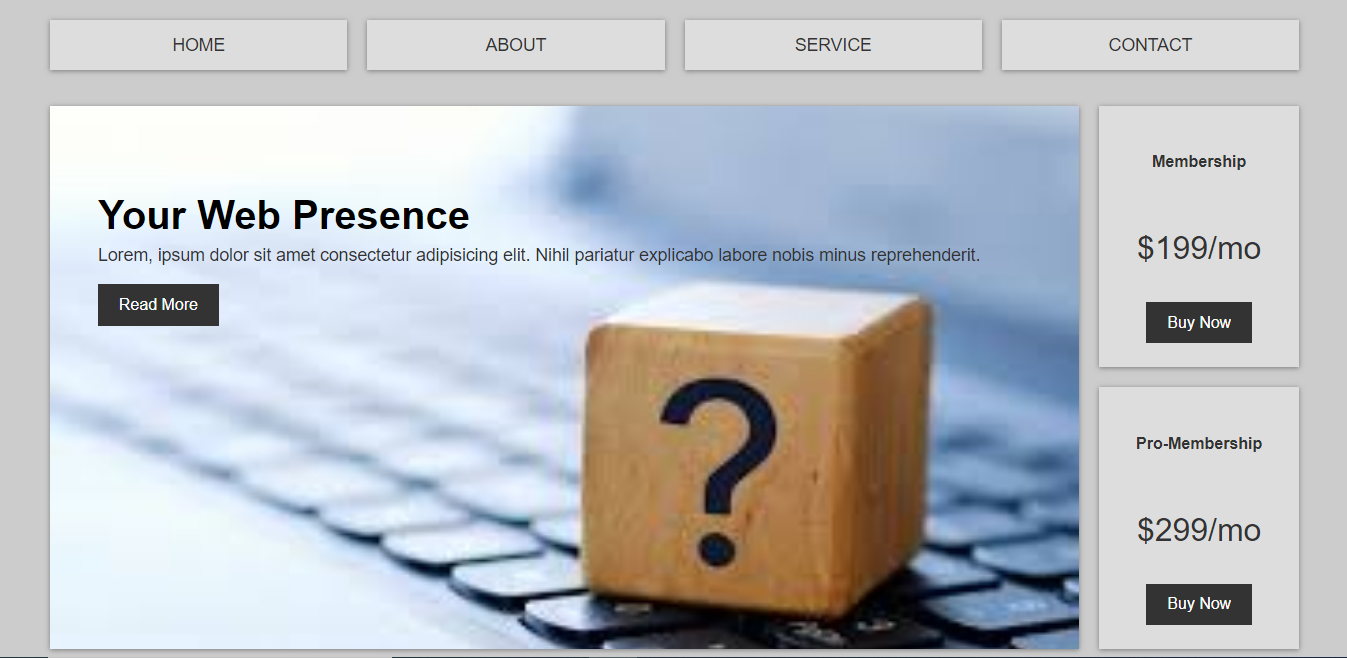 HOME
ABOUT
SERVICE
CONTACT
Your Web Presence
Lorem, ipsum dolor sit amet consectetur adipisicing elit. Nihil pariatur explicabo labore nobis minus reprehenderit.
Read More
?
Membership
$199/mo
Buy Now
Pro-Membership
$299/mo
Buy Now